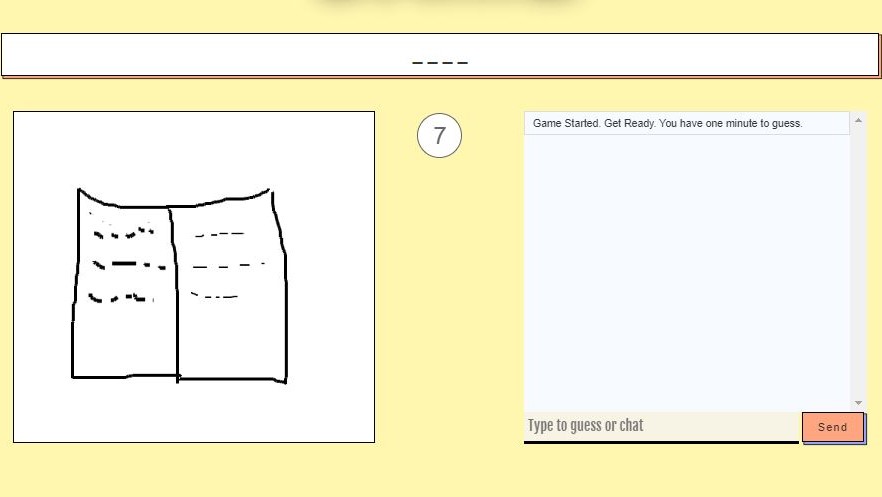 _ _ _ _
7
Game Started. Get Ready. You have one minute to guess.
Type to guess or chat
Send